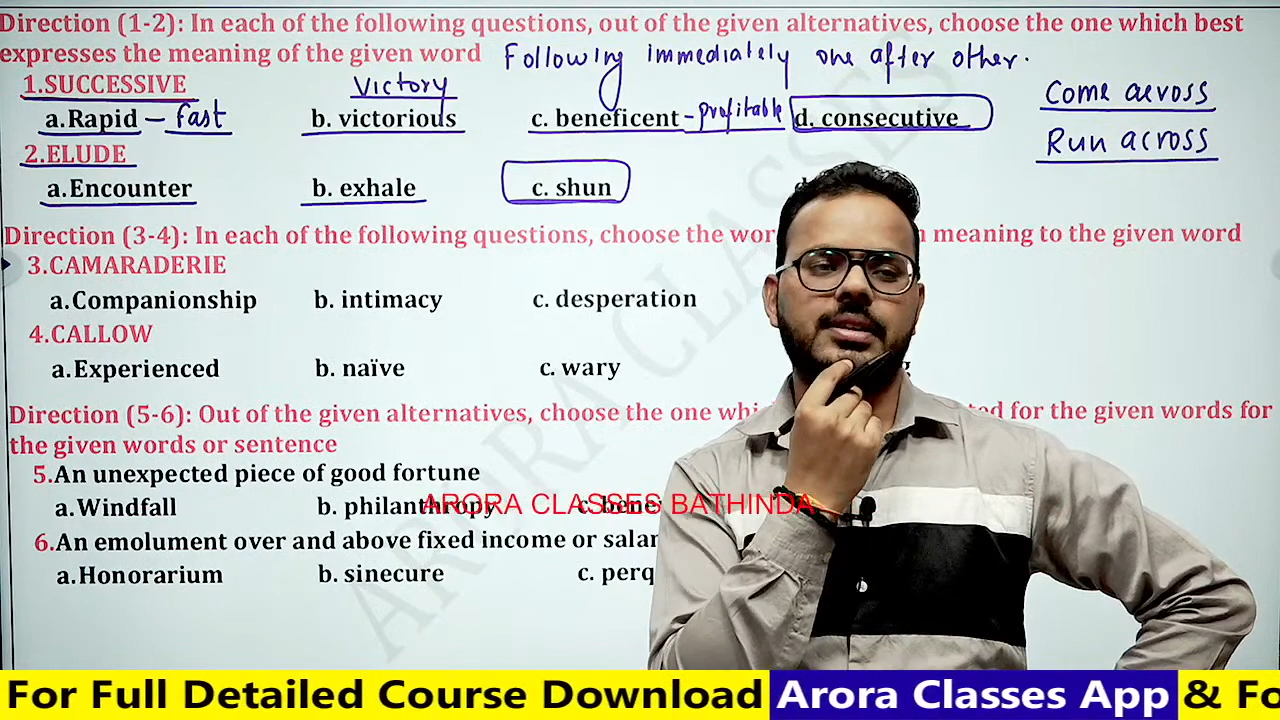 Direction (1-2): In each of the following questions, out of the given alternatives, choose the one which best
expresses the meaning of the given word Following immediately one after other.
1.SUCCESSIVE Victory Come across
a.Rapid – fast b. victorious c. beneficent - profitable d. consecutive
Run across
2.ELUDE
a.Encounter b. exhale c. shun
Direction (3-4): In each of the following questions, choose the meaning to the given word
3.CAMARADERIE
a.Companionship b. intimacy c. desperation
4.CALLOW
a.Experienced b. naïve c. wary
Direction (5-6): Out of the given alternatives, choose the one for the given words for
the given words or sentence
5.An unexpected piece of good fortune
a.Windfall b. philanthropy
ARORA CLASSES BATHINDA
6.An emolument over and above fixed income or
a.Honorarium b. sinecure c.
ARORA CLASSES
For Full Detailed Course Download Arora Classes App &